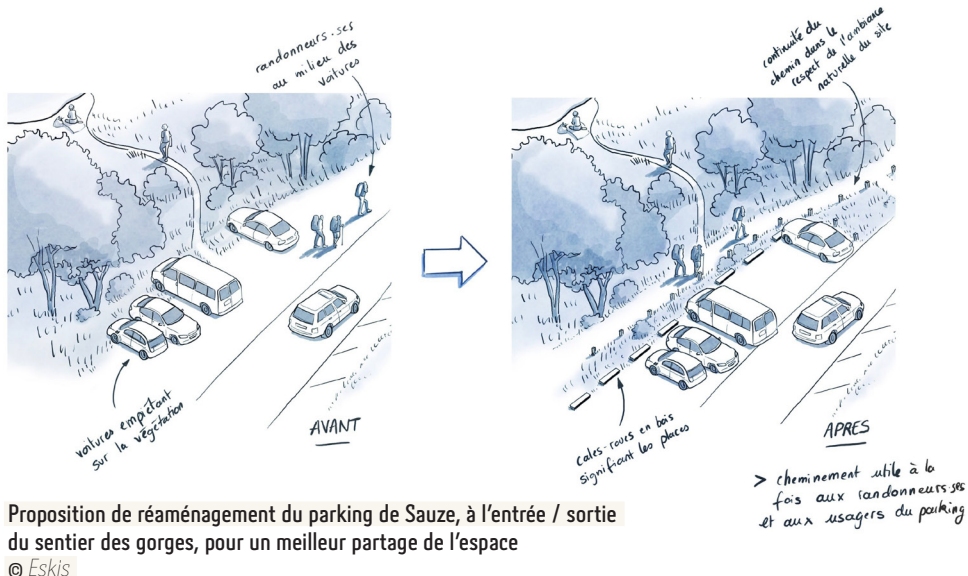 randonneurs·ses
au milieu des
voitures
voitures empiétant
sur la végétation
AVANT
continuité du
chemin dans le
respect de l'ambiance
naturelle du site
cales-roues en bois
signifiant les places
APRES
> cheminement utile à la
fois aux randonneurs·ses
et aux usagers du parking
Proposition de réaménagement du parking de Sauze, à l'entrée / sortie
du sentier des gorges, pour un meilleur partage de l'espace
© Eskis